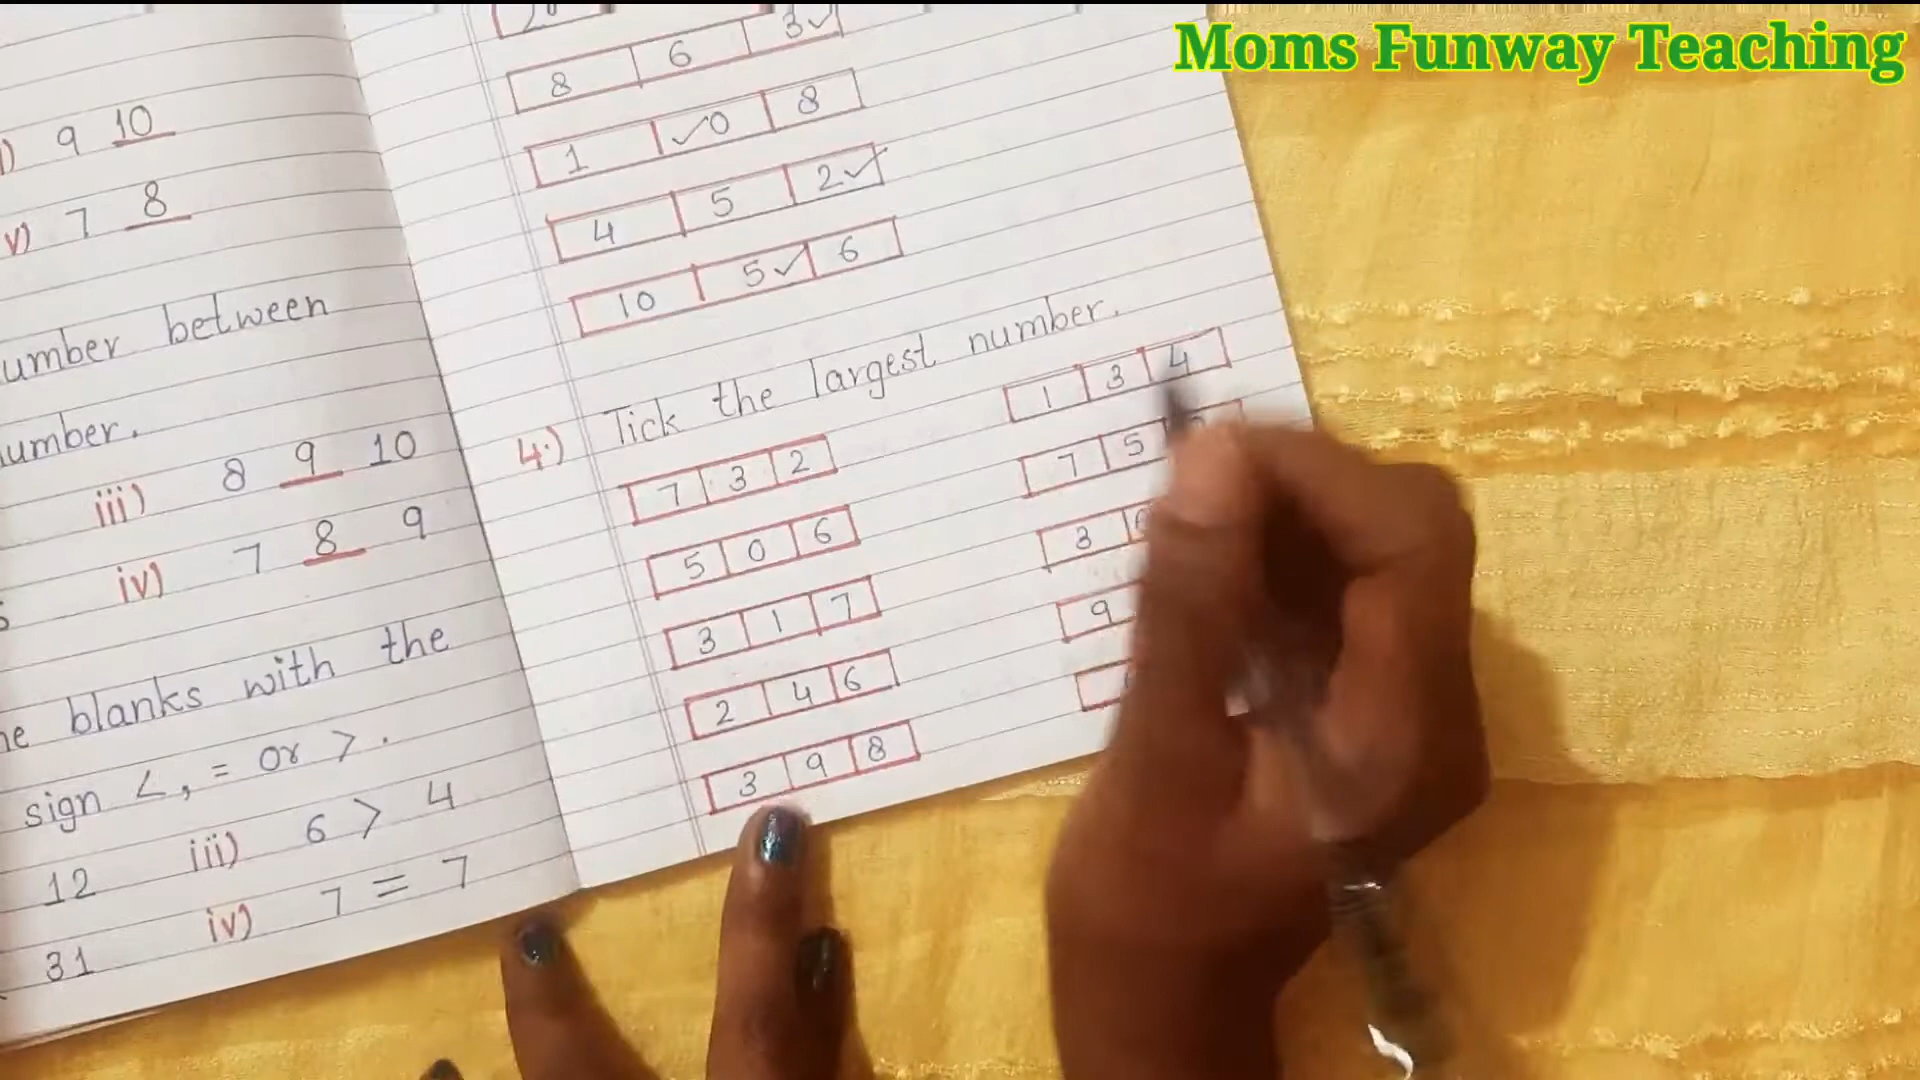 Moms Funway Teaching
9 10
v) 7 8
umber between
umber.
iii) 8 9 10
iv) 7 8 9
he blanks with the
sign <, = or >.
12 iii) 6 > 4
31 iv) 7 = 7
8 6 3✓
1 ✓0 8
4 5 2✓
10 5✓ 6
4.) Tick the largest number.
7 3 2 1 3 4
5 0 6 7 5
3 1 7 3
2 4 6 9
3 9 8